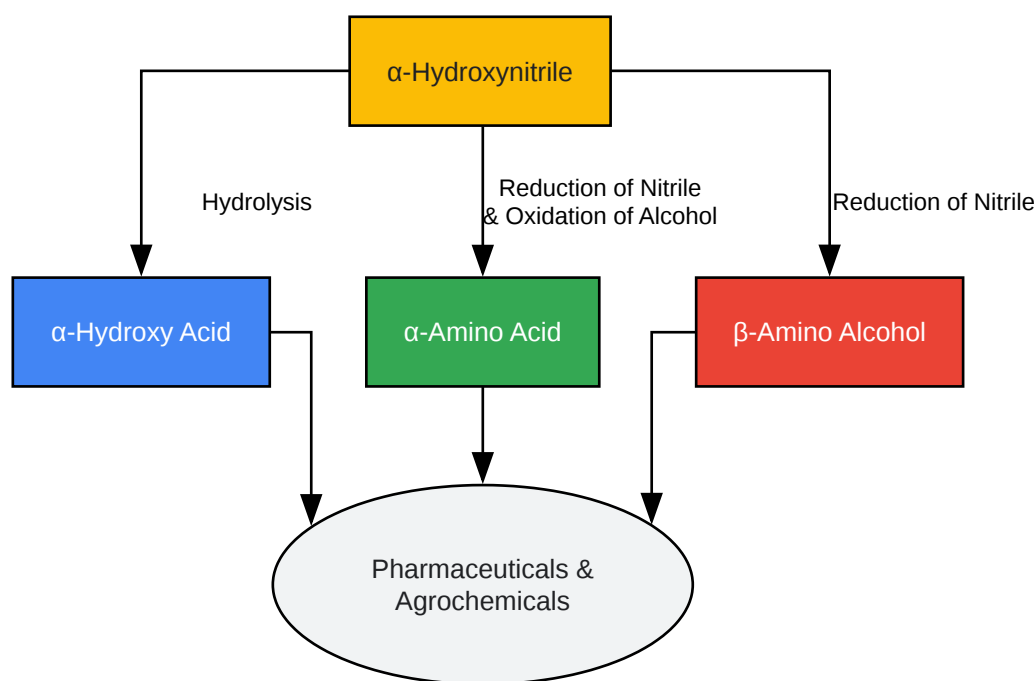 α-Hydroxynitrile
Hydrolysis
Reduction of Nitrile
& Oxidation of Alcohol
Reduction of Nitrile
α-Hydroxy Acid
α-Amino Acid
β-Amino Alcohol
Pharmaceuticals &
Agrochemicals